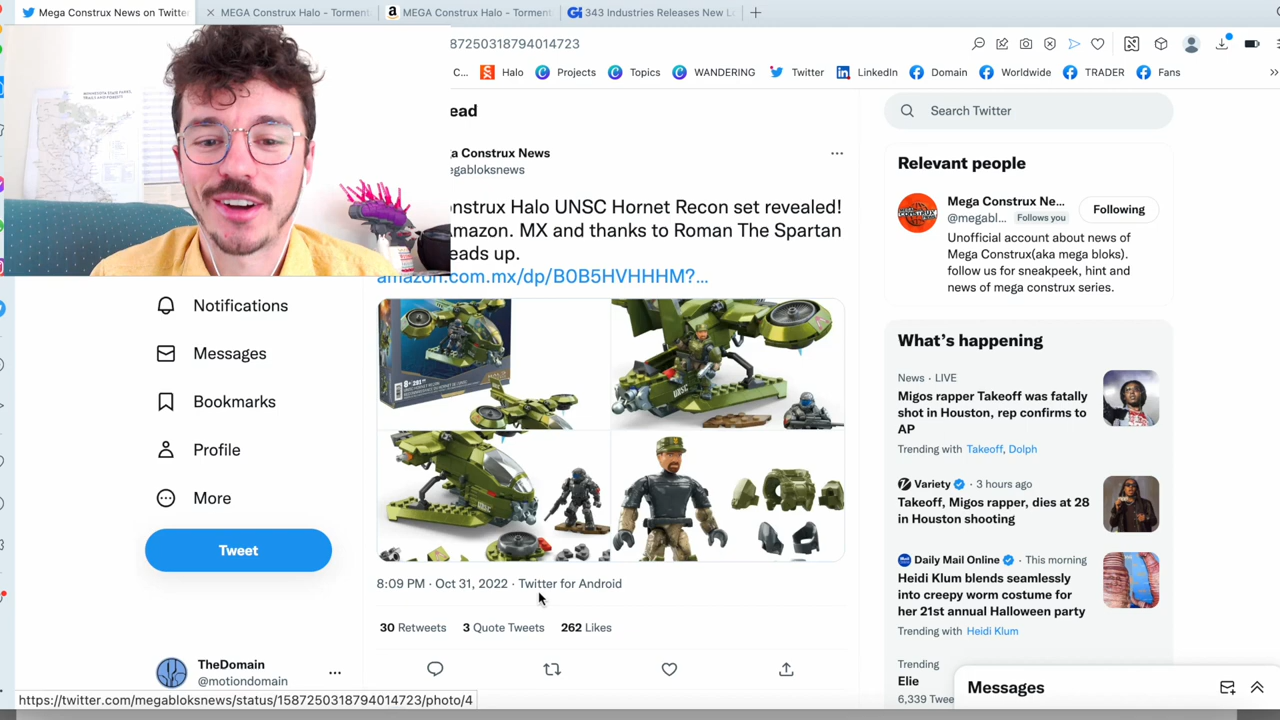 Mega Construx News on Twitter
MEGA Construx Halo - Torment
MEGA Construx Halo - Torment
343 Industries Releases New L
87250318794014723
C...
Halo
Projects
Topics
WANDERING
Twitter
LinkedIn
Domain
Worldwide
TRADER
Fans
MINNESOTA STATE PARKS,
ead
a Construx News
egabloksnews
nstrux Halo UNSC Hornet Recon set revealed!
mazon. MX and thanks to Roman The Spartan
eads up.
amazon.com.mx/dp/B0B5HVHHHM?...
8+
UNSC
8:09 PM · Oct 31, 2022 · Twitter for Android
30 Retweets
3 Quote Tweets
262 Likes
Notifications
Messages
Bookmarks
Profile
More
Tweet
TheDomain
@motiondomain
https://twitter.com/megabloksnews/status/1587250318794014723/photo/4
Search Twitter
Relevant people
Mega Construx Ne...
@megabl...
Follows you
Following
Unofficial account about news of
Mega Construx(aka mega bloks).
follow us for sneakpeek, hint and
news of mega construx series.
What's happening
News · LIVE
Migos rapper Takeoff was fatally
shot in Houston, rep confirms to
AP
Trending with Takeoff, Dolph
Variety · 3 hours ago
Takeoff, Migos rapper, dies at 28
in Houston shooting
Daily Mail Online · This morning
Heidi Klum blends seamlessly
into creepy worm costume for
her 21st annual Halloween party
Trending with Heidi Klum
Trending
Elie
6,339 Twee
Messages